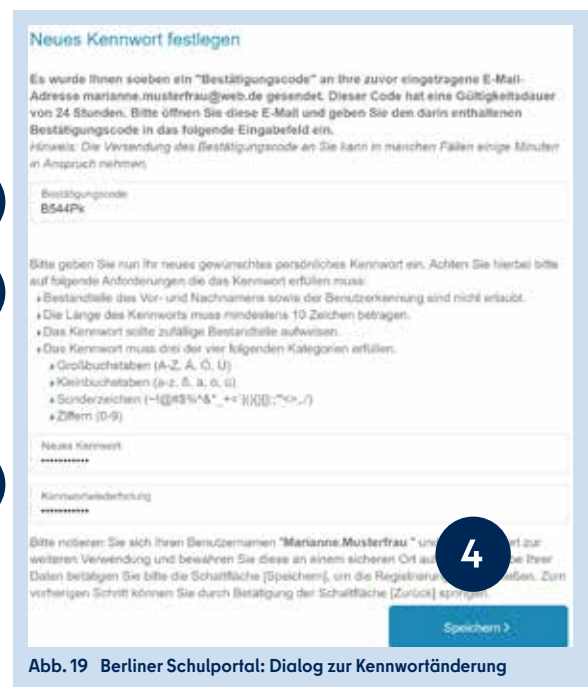 Neues Kennwort festlegen
Es wurde Ihnen soeben ein "Bestätigungscode" an Ihre zuvor eingetragene E-Mail-
Adresse marianne.musterfrau@web.de gesendet. Dieser Code hat eine Gültigkeitsdauer
von 24 Stunden. Bitte öffnen Sie diese E-Mail und geben Sie den darin enthaltenen
Bestätigungscode in das folgende Eingabefeld ein.
Hinweis: Die Versendung des Bestätigungscode an Sie kann in manchen Fällen einige Minuten
in Anspruch nehmen.
Bestätigungscode
B544Pk
Bitte geben Sie nun Ihr neues gewünschtes persönliches Kennwort ein. Achten Sie hierbei bitte
auf folgende Anforderungen die das Kennwort erfüllen muss:
Bestandteile des Vor- und Nachnamens sowie der Benutzerkennung sind nicht erlaubt.
Die Länge des Kennworts muss mindestens 10 Zeichen betragen.
Das Kennwort sollte zufällige Bestandteile aufweisen.
Das Kennwort muss drei der vier folgenden Kategorien erfüllen.
Großbuchstaben (A-Z, Ä, Ö, Ü)
Kleinbuchstaben (a-z, ß, ä, ö, ü)
Sonderzeichen
Ziffern (0-9)
Neues Kennwort
Kennwortwiederholung
Bitte notieren Sie sich Ihren Benutzernamen "Marianne.Musterfrau " zur
weiteren Verwendung und bewahren Sie diese an einem sicheren Ort Ihrer
Daten betätigen Sie bitte die Schaltfläche [Speichern], um die Zum
vorherigen Schritt können Sie durch Betätigung der Schaltfläche [Zurück] springen.
4
Speichern >
Abb. 19 Berliner Schulportal: Dialog zur Kennwortänderung